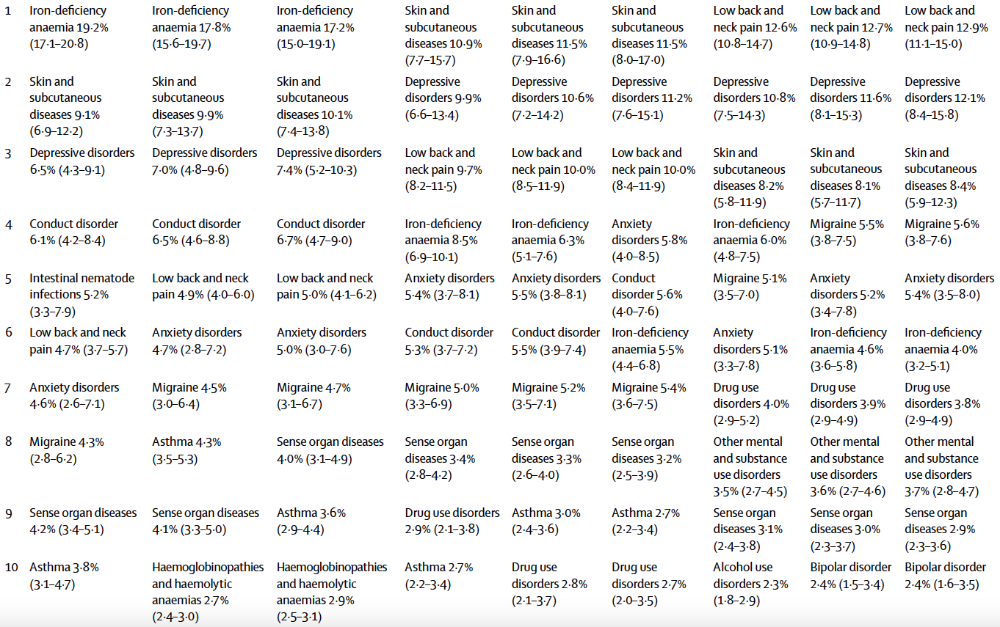 1
Iron-deficiency
anaemia 19·2%
(17·1–20·8)
Iron-deficiency
anaemia 17·8%
(15·6–19·7)
Iron-deficiency
anaemia 17·2%
(15·0–19·1)
Skin and
subcutaneous
diseases 10·9%
(7·7–15·7)
Skin and
subcutaneous
diseases 11·5%
(7·9–16·6)
Skin and
subcutaneous
diseases 11·5%
(8·0–17·0)
Low back and
neck pain 12·6%
(10·8–14·7)
Low back and
neck pain 12·7%
(10·9–14·8)
Low back and
neck pain 12·9%
(11·1–15·0)
2
Skin and
subcutaneous
diseases 9·1%
(6·9–12·2)
Skin and
subcutaneous
diseases 9·9%
(7·3–13·7)
Skin and
subcutaneous
diseases 10·1%
(7·4–13·8)
Depressive
disorders 9·9%
(6·6–13·4)
Depressive
disorders 10·6%
(7·2–14·2)
Depressive
disorders 11·2%
(7·6–15·1)
Depressive
disorders 10·8%
(7·5–14·3)
Depressive
disorders 11·6%
(8·1–15·3)
Depressive
disorders 12·1%
(8·4–15·8)
3
Depressive disorders
6·5% (4·3–9·1)
Depressive disorders
7·0% (4·8–9·6)
Depressive disorders
7·4% (5·2–10·3)
Low back and
neck pain 9·7%
(8·2–11·5)
Low back and
neck pain 10·0%
(8·5–11·9)
Low back and
neck pain 10·0%
(8·4–11·9)
Skin and
subcutaneous
diseases 8·2%
(5·8–11·9)
Skin and
subcutaneous
diseases 8·1%
(5·7–11·7)
Skin and
subcutaneous
diseases 8·4%
(5·9–12·3)
4
Conduct disorder
6·1% (4·2–8·4)
Conduct disorder
6·5% (4·6–8·8)
Conduct disorder
6·7% (4·7–9·0)
Iron-deficiency
anaemia 8·5%
(6·9–10·1)
Iron-deficiency
anaemia 6·3%
(5·1–7·6)
Anxiety
disorders 5·8%
(4·0–8·5)
Iron-deficiency
anaemia 6·0%
(4·8–7·5)
Migraine 5·5%
(3·8–7·5)
Migraine 5·6%
(3·8–7·6)
5
Intestinal nematode
infections 5·2%
(3·3–7·9)
Low back and neck
pain 4·9% (4·0–6·0)
Low back and neck
pain 5·0% (4·1–6·2)
Anxiety disorders
5·4% (3·7–8·1)
Anxiety disorders
5·5% (3·8–8·1)
Conduct
disorder 5·6%
(4·0–7·6)
Migraine 5·1%
(3·5–7·0)
Anxiety
disorders 5·2%
(3·4–7·8)
Anxiety disorders
5·4% (3·5–8·0)
6
Low back and neck
pain 4·7% (3·7–5·7)
Anxiety disorders
4·7% (2·8–7·2)
Anxiety disorders
5·0% (3·0–7·6)
Conduct disorder
5·3% (3·7–7·2)
Conduct disorder
5·5% (3·9–7·4)
Iron-deficiency
anaemia 5·5%
(4·4–6·8)
Anxiety
disorders 5·1%
(3·3–7·8)
Iron-deficiency
anaemia 4·6%
(3·6–5·8)
Iron-deficiency
anaemia 4·0%
(3·2–5·1)
7
Anxiety disorders
4·6% (2·6–7·1)
Migraine 4·5%
(3·0–6·4)
Migraine 4·7%
(3·1–6·7)
Migraine 5·0%
(3·3–6·9)
Migraine 5·2%
(3·5–7·1)
Migraine 5·4%
(3·6–7·5)
Drug use
disorders 4·0%
(2·9–5·2)
Drug use
disorders 3·9%
(2·9–4·9)
Drug use
disorders 3·8%
(2·9–4·9)
8
Migraine 4·3%
(2·8–6·2)
Asthma 4·3%
(3·5–5·3)
Sense organ diseases
4·0% (3·1–4·9)
Sense organ
diseases 3·4%
(2·8–4·2)
Sense organ
diseases 3·3%
(2·6–4·0)
Sense organ
diseases 3·2%
(2·5–3·9)
Other mental
and substance
use disorders
3·5% (2·7–4·5)
Other mental
and substance
use disorders
3·6% (2·7–4·6)
Other mental
and substance
use disorders
3·7% (2·8–4·7)
9
Sense organ diseases
4·2% (3·4–5·1)
Sense organ diseases
4·1% (3·3–5·0)
Asthma 3·6%
(2·9–4·4)
Drug use disorders
2·9% (2·1–3·8)
Asthma 3·0%
(2·4–3·6)
Asthma 2·7%
(2·2–3·4)
Sense organ
diseases 3·1%
(2·4–3·8)
Sense organ
diseases 3·0%
(2·3–3·7)
Sense organ
diseases 2·9%
(2·3–3·6)
10
Asthma 3·8%
(3·1–4·7)
Haemoglobinopathies
and haemolytic
anaemias 2·7%
(2·4–3·0)
Haemoglobinopathies
and haemolytic
anaemias 2·9%
(2·5–3·1)
Asthma 2·7%
(2·2–3·4)
Drug use
disorders 2·8%
(2·1–3·7)
Drug use
disorders 2·7%
(2·0–3·5)
Alcohol use
disorders 2·3%
(1·8–2·9)
Bipolar disorder
2·4% (1·5–3·4)
Bipolar disorder
2·4% (1·6–3·5)